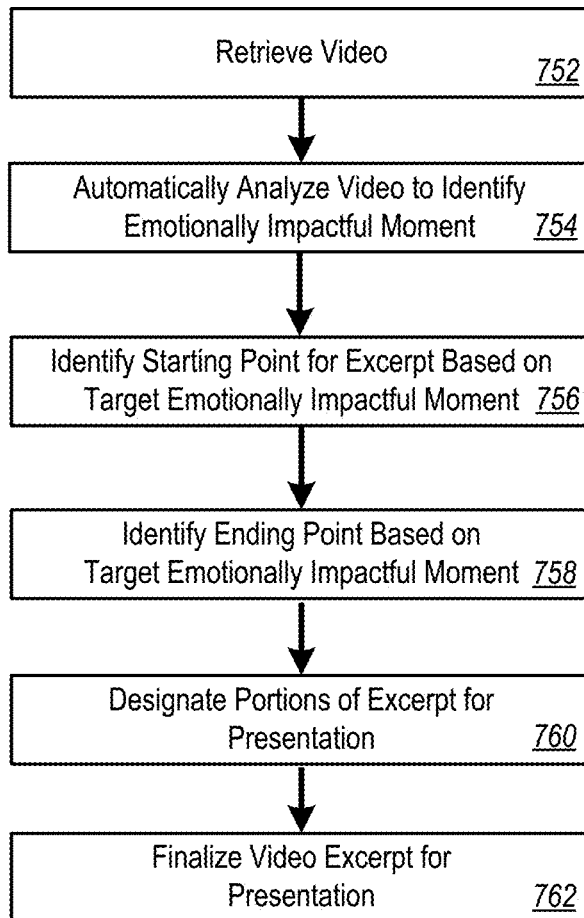 Retrieve Video
752
Automatically Analyze Video to Identify
Emotionally Impactful Moment 754
Identify Starting Point for Excerpt Based on
Target Emotionally Impactful Moment 756
Identify Ending Point Based on
Target Emotionally Impactful Moment 758
Designate Portions of Excerpt for
Presentation 760
Finalize Video Excerpt for
Presentation 762